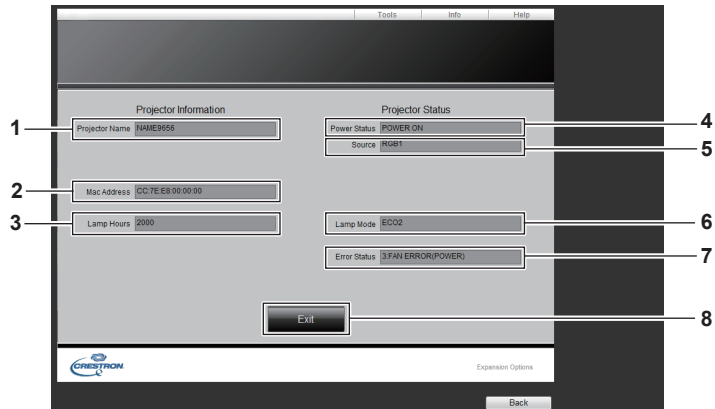 Tools Info Help
Projector Information Projector Status
1 Projector Name NAME9656 Power Status POWER ON 4
Source RGB1 5
2 Mac Address CC:7E:E8:00:00:00
3 Lamp Hours 2000 Lamp Mode ECO2 6
Error Status 3:FAN ERROR(POWER) 7
Exit 8
CRESTRON Expansion Options
Back